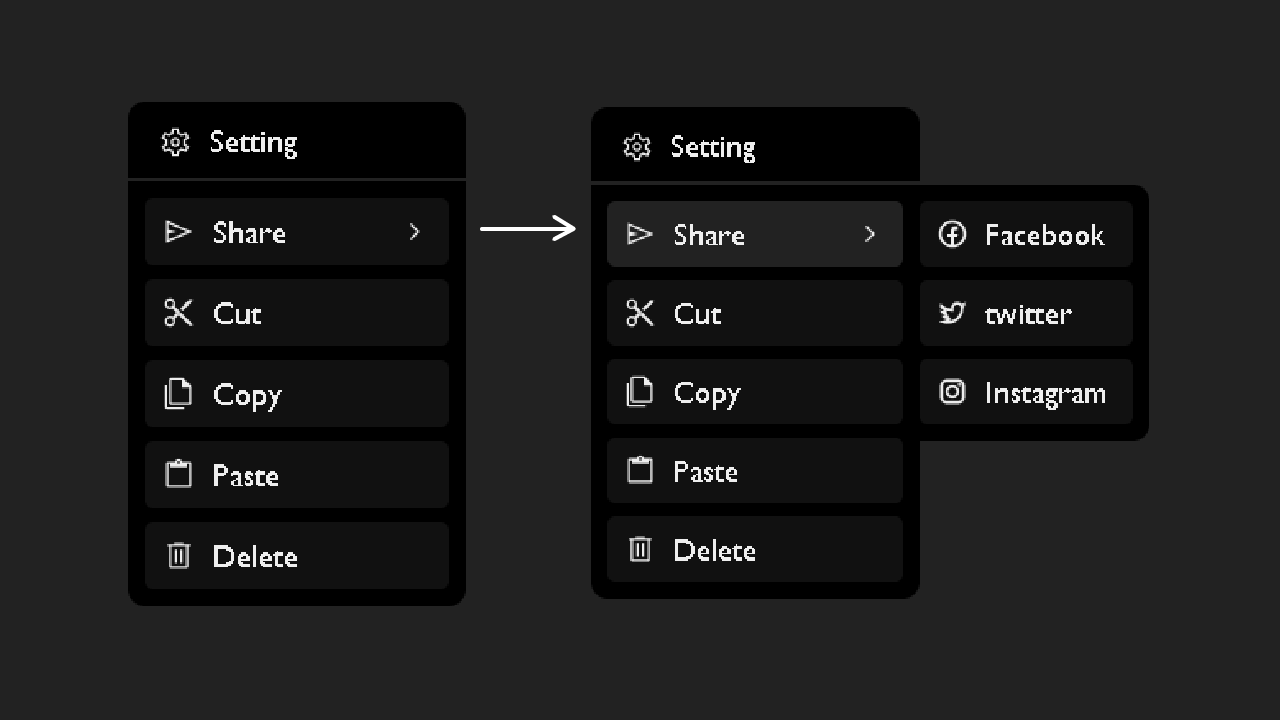 Setting
Share
Cut
Copy
Paste
Delete
Setting
Share
Cut
Copy
Paste
Delete
Facebook
twitter
Instagram